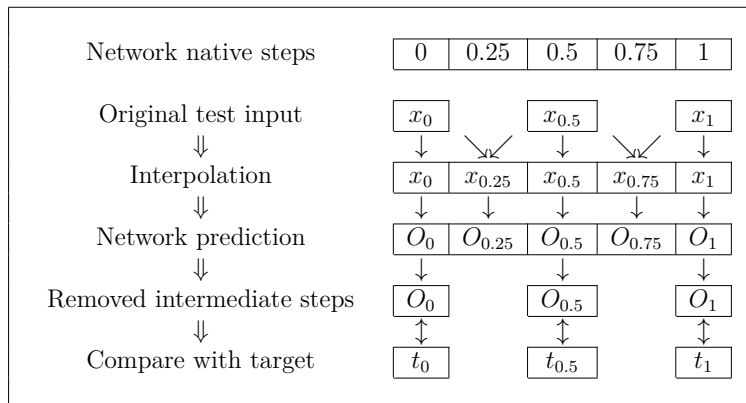 Network native steps 0 0.25 0.5 0.75 1
Original test input x₀ x₀.₅ x₁
⇓ ↓ ↘ ↙ ↓ ↘ ↙ ↓
Interpolation x₀ x₀.₂₅ x₀.₅ x₀.₇₅ x₁
⇓ ↓ ↓ ↓ ↓ ↓
Network prediction O₀ O₀.₂₅ O₀.₅ O₀.₇₅ O₁
⇓ ↓ ↓ ↓
Removed intermediate steps O₀ O₀.₅ O₁
⇓ ↕ ↕ ↕
Compare with target t₀ t₀.₅ t₁